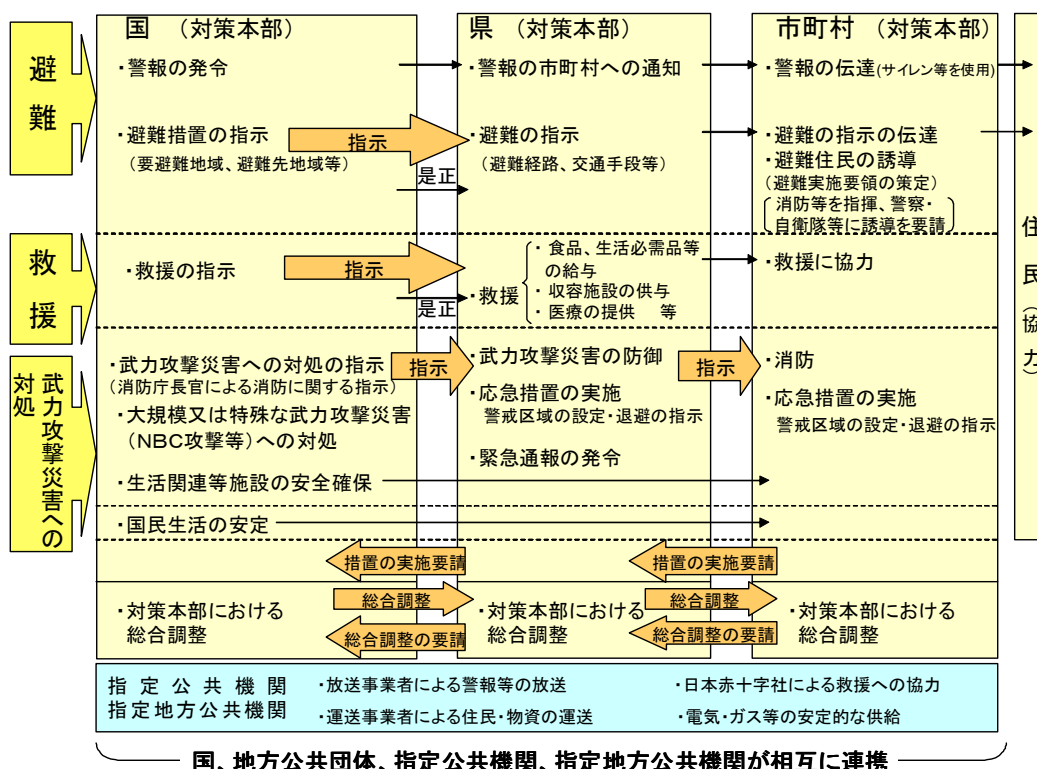 国 (対策本部)
県 (対策本部)
市町村 (対策本部)
避難
・警報の発令
・警報の市町村への通知
・警報の伝達(サイレン等を使用)
・避難措置の指示
(要避難地域、避難先地域等)
指示
是正
・避難の指示
(避難経路、交通手段等)
・避難の指示の伝達
・避難住民の誘導
(避難実施要領の策定)
消防等を指揮、警察・
自衛隊等に誘導を要請
救援
・救援の指示
指示
是正
・救援
・食品、生活必需品等
の給与
・収容施設の供与
・医療の提供 等
・救援に協力
住民(協力)
武力攻撃災害への
対処
・武力攻撃災害への対処の指示
(消防庁長官による消防に関する指示)
・大規模又は特殊な武力攻撃災害
(NBC攻撃等)への対処
・生活関連等施設の安全確保
・国民生活の安定
指示
・武力攻撃災害の防御
・応急措置の実施
警戒区域の設定・退避の指示
・緊急通報の発令
指示
・消防
・応急措置の実施
警戒区域の設定・退避の指示
措置の実施要請
措置の実施要請
・対策本部における
総合調整
総合調整
総合調整の要請
・対策本部における
総合調整
総合調整
総合調整の要請
・対策本部における
総合調整
指定公共機関
指定地方公共機関
・放送事業者による警報等の放送
・日本赤十字社による救援への協力
・運送事業者による住民・物資の運送
・電気・ガス等の安定的な供給
国、地方公共団体、指定公共機関、指定地方公共機関が相互に連携